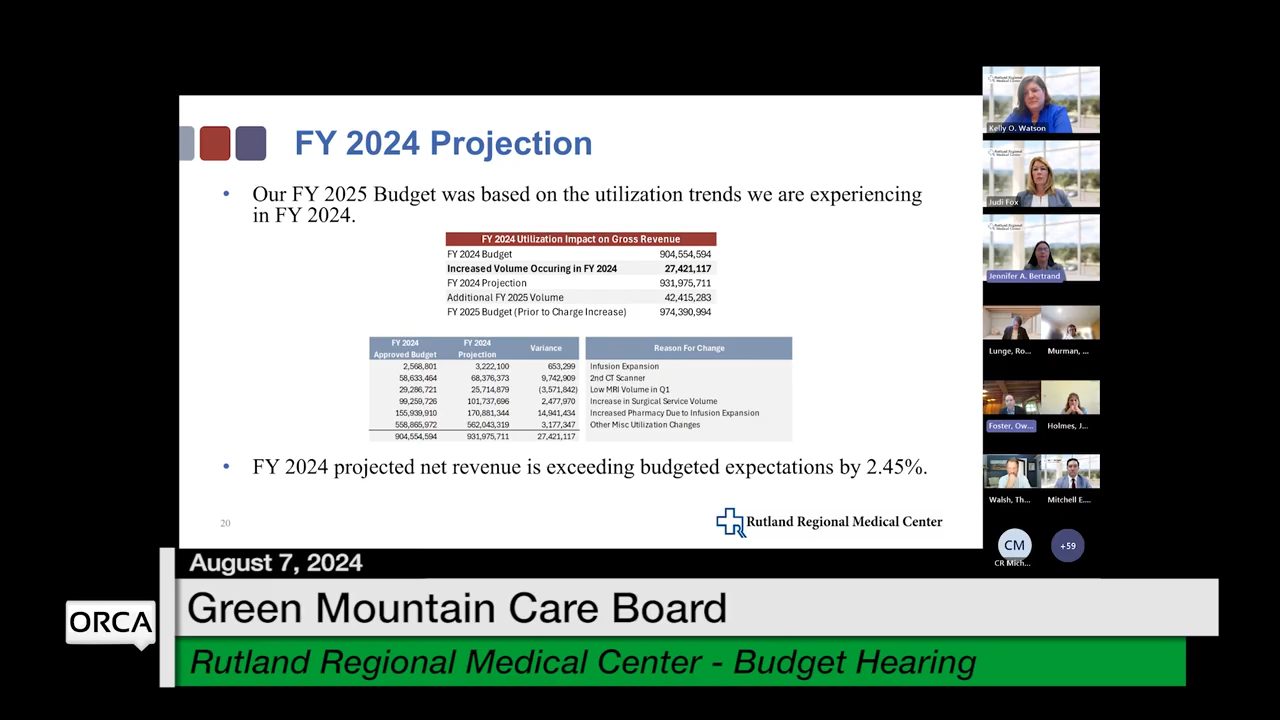 FY 2024 Projection
• Our FY 2025 Budget was based on the utilization trends we are experiencing
in FY 2024.
FY 2024 Utilization Impact on Gross Revenue
FY 2024 Budget 904,554,594
Increased Volume Occuring in FY 2024 27,421,117
FY 2024 Projection 931,975,711
Additional FY 2025 Volume 42,415,283
FY 2025 Budget (Prior to Charge Increase) 974,390,994
FY 2024 Approved Budget FY 2024 Projection Variance Reason For Change
2,568,801 3,222,100 653,299 Infusion Expansion
58,633,464 68,376,373 9,742,909 2nd CT Scanner
29,286,721 25,714,879 (3,571,842) Low MRI Volume in Q1
99,259,726 101,737,696 2,477,970 Increase in Surgical Service Volume
155,939,910 170,881,344 14,941,434 Increased Pharmacy Due to Infusion Expansion
558,865,972 562,043,319 3,177,347 Other Misc Utilization Changes
904,554,594 931,975,711 27,421,117
• FY 2024 projected net revenue is exceeding budgeted expectations by 2.45%.
20
Rutland Regional Medical Center
Kelly O. Watson
Judi Fox
Jennifer A. Bertrand
Lunge, Ro... Murman, ...
Foster, Ow... Holmes, J...
Walsh, Th... Mitchell E....
CM +59
CR Mich...
August 7, 2024
ORCA
Green Mountain Care Board
Rutland Regional Medical Center - Budget Hearing